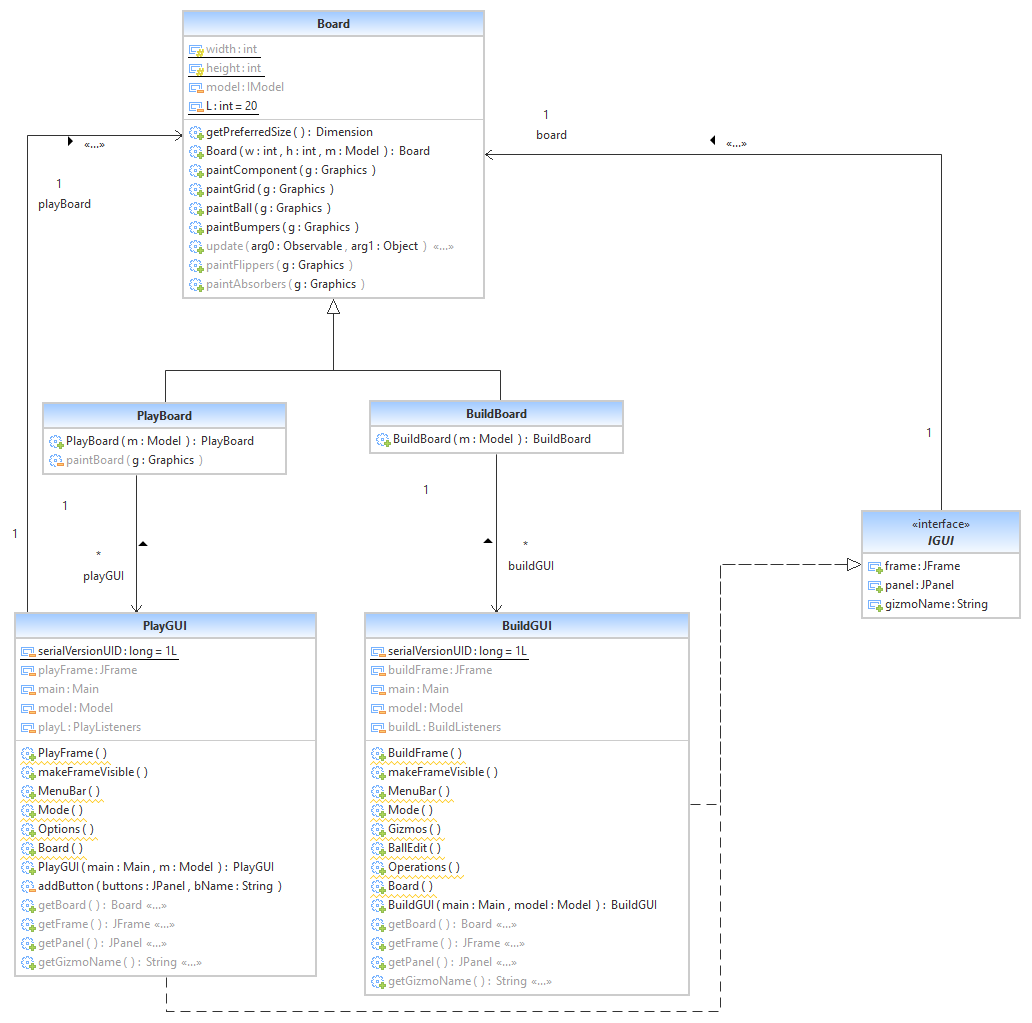 Board
width : int
height : int
model : IModel
L : int = 20
getPreferredSize ( ) : Dimension
Board ( w : int , h : int , m : Model ) : Board
paintComponent ( g : Graphics )
paintGrid ( g : Graphics )
paintBall ( g : Graphics )
paintBumpers ( g : Graphics )
update ( arg0 : Observable , arg1 : Object ) «...»
paintFlippers ( g : Graphics )
paintAbsorbers ( g : Graphics )
«...»
1
playBoard
1
board
«...»
1
PlayBoard
PlayBoard ( m : Model ) : PlayBoard
paintBoard ( g : Graphics )
BuildBoard
BuildBoard ( m : Model ) : BuildBoard
1
1
*
playGUI
1
*
buildGUI
«interface»
IGUI
frame : JFrame
panel : JPanel
gizmoName : String
PlayGUI
serialVersionUID : long = 1L
playFrame : JFrame
main : Main
model : Model
playL : PlayListeners
PlayFrame ( )
makeFrameVisible ( )
MenuBar ( )
Mode ( )
Options ( )
Board ( )
PlayGUI ( main : Main , m : Model ) : PlayGUI
addButton ( buttons : JPanel , bName : String )
getBoard ( ) : Board «...»
getFrame ( ) : JFrame «...»
getPanel ( ) : JPanel «...»
getGizmoName ( ) : String «...»
BuildGUI
serialVersionUID : long = 1L
buildFrame : JFrame
main : Main
model : Model
buildL : BuildListeners
BuildFrame ( )
makeFrameVisible ( )
MenuBar ( )
Mode ( )
Gizmos ( )
BallEdit ( )
Operations ( )
Board ( )
BuildGUI ( main : Main , model : Model ) : BuildGUI
getBoard ( ) : Board «...»
getFrame ( ) : JFrame «...»
getPanel ( ) : JPanel «...»
getGizmoName ( ) : String «...»